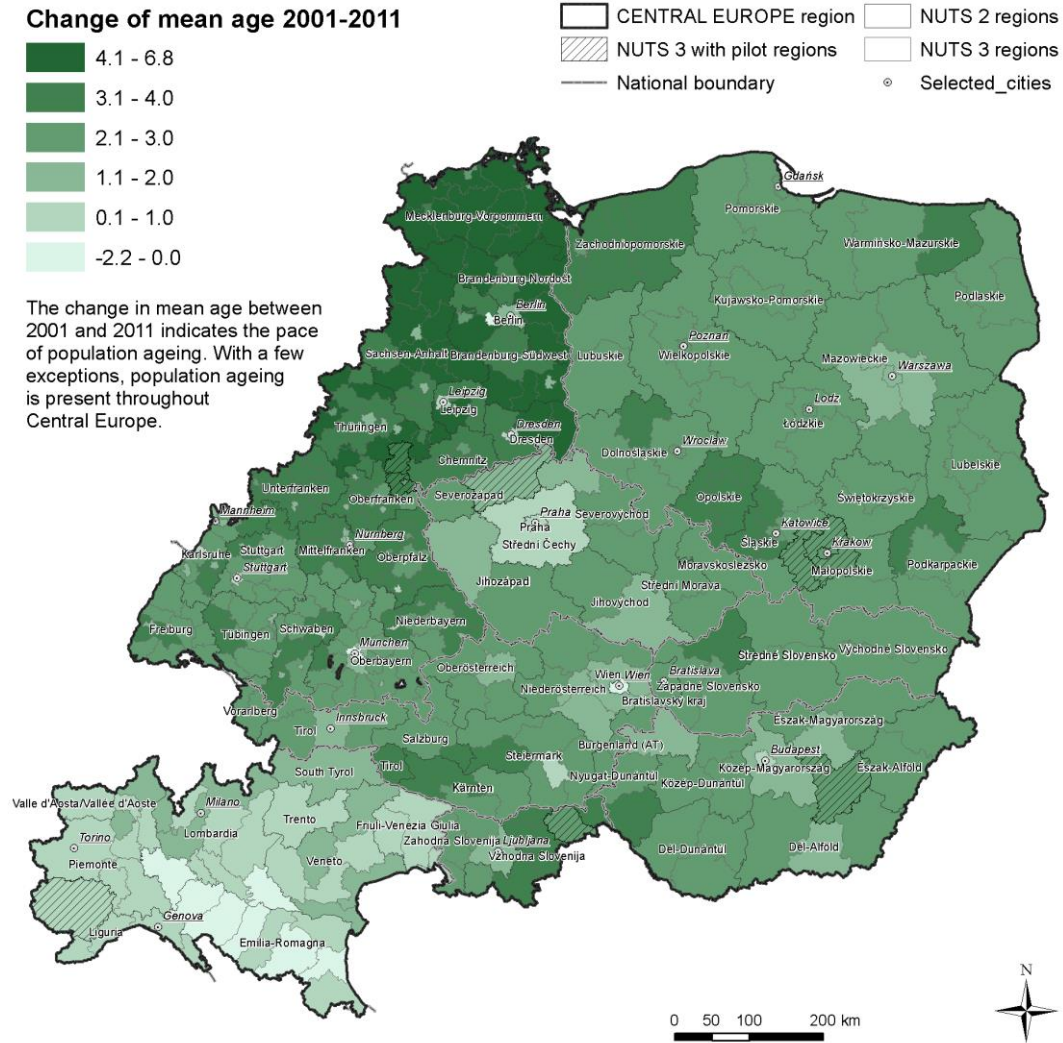 Change of mean age 2001-2011
4.1 - 6.8
3.1 - 4.0
2.1 - 3.0
1.1 - 2.0
0.1 - 1.0
-2.2 - 0.0
The change in mean age between
2001 and 2011 indicates the pace
of population ageing. With a few
exceptions, population ageing
is present throughout
Central Europe.
CENTRAL EUROPE region
NUTS 2 regions
NUTS 3 with pilot regions
NUTS 3 regions
National boundary
Selected_cities
Gdańsk
Pomorskie
Mecklenburg-Vorpommern
Zachodniopomorskie
Warmińsko-Mazurskie
Brandenburg-Nordost
Kujawsko-Pomorskie
Podlaskie
Berlin
Berlin
Poznań
Sachsen-Anhalt
Brandenburg-Südwest
Lubuskie
Wielkopolskie
Mazowieckie
Warszawa
Leipzig
Leipzig
Lodz
Łódzkie
Thüringen
Dresden
Dresden
Wrocław
Dolnośląskie
Chemnitz
Lubelskie
Unterfranken
Oberfranken
Severozápad
Opolskie
Świętokrzyskie
Mannheim
Praha
Praha
Severovýchod
Katowice
Śląskie
Kraków
Karlsruhe
Stuttgart
Mittelfranken
Nurnberg
Oberpfalz
Střední Čechy
Moravskoslezsko
Małopolskie
Podkarpackie
Stuttgart
Jihozápad
Střední Morava
Jihovýchod
Freiburg
Tübingen
Schwaben
Niederbayern
Munchen
Oberbayern
Oberösterreich
Stredné Slovensko
Východné Slovensko
Wien
Wien
Bratislava
Niederösterreich
Západné Slovensko
Bratislavský kraj
Vorarlberg
Innsbruck
Tirol
Salzburg
Észak-Magyarország
Steiermark
Burgenland (AT)
Budapest
Tirol
South Tyrol
Kärnten
Nyugat-Dunántúl
Közép-Dunántúl
Közép-Magyarország
Észak-Alföld
Valle d'Aosta/Vallée d'Aoste
Milano
Lombardia
Trento
Friuli-Venezia Giulia
Zahodna Slovenija
Ljubljana
Vzhodna Slovenija
Torino
Piemonte
Veneto
Dél-Dunántúl
Dél-Alföld
Genova
Liguria
Emilia-Romagna
N
0 50 100 200 km